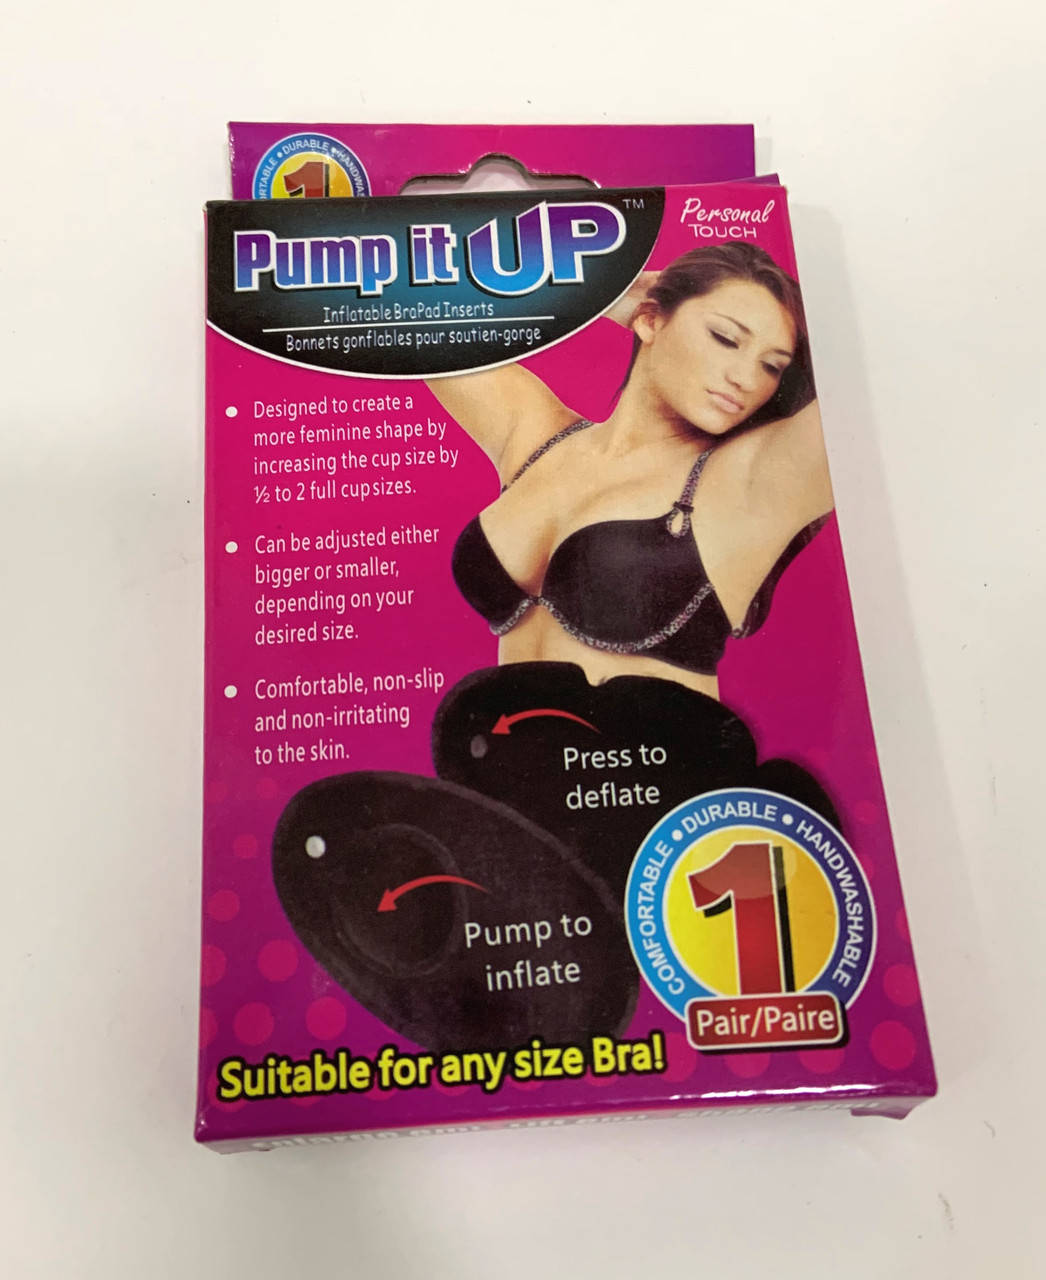 DURABLE • HANDWA
Pump it UP™
Personal
TOUCH
Inflatable BraPad Inserts
Bonnets gonflables pour soutien-gorge
• Designed to create a
more feminine shape by
increasing the cup size by
½ to 2 full cup sizes.
• Can be adjusted either
bigger or smaller,
depending on your
desired size.
• Comfortable, non-slip
and non-irritating
to the skin.
Press to
deflate
Pump to
inflate
COMFORTABLE • DURABLE • HANDWASHABLE
1
Pair/Paire
Suitable for any size Bra!